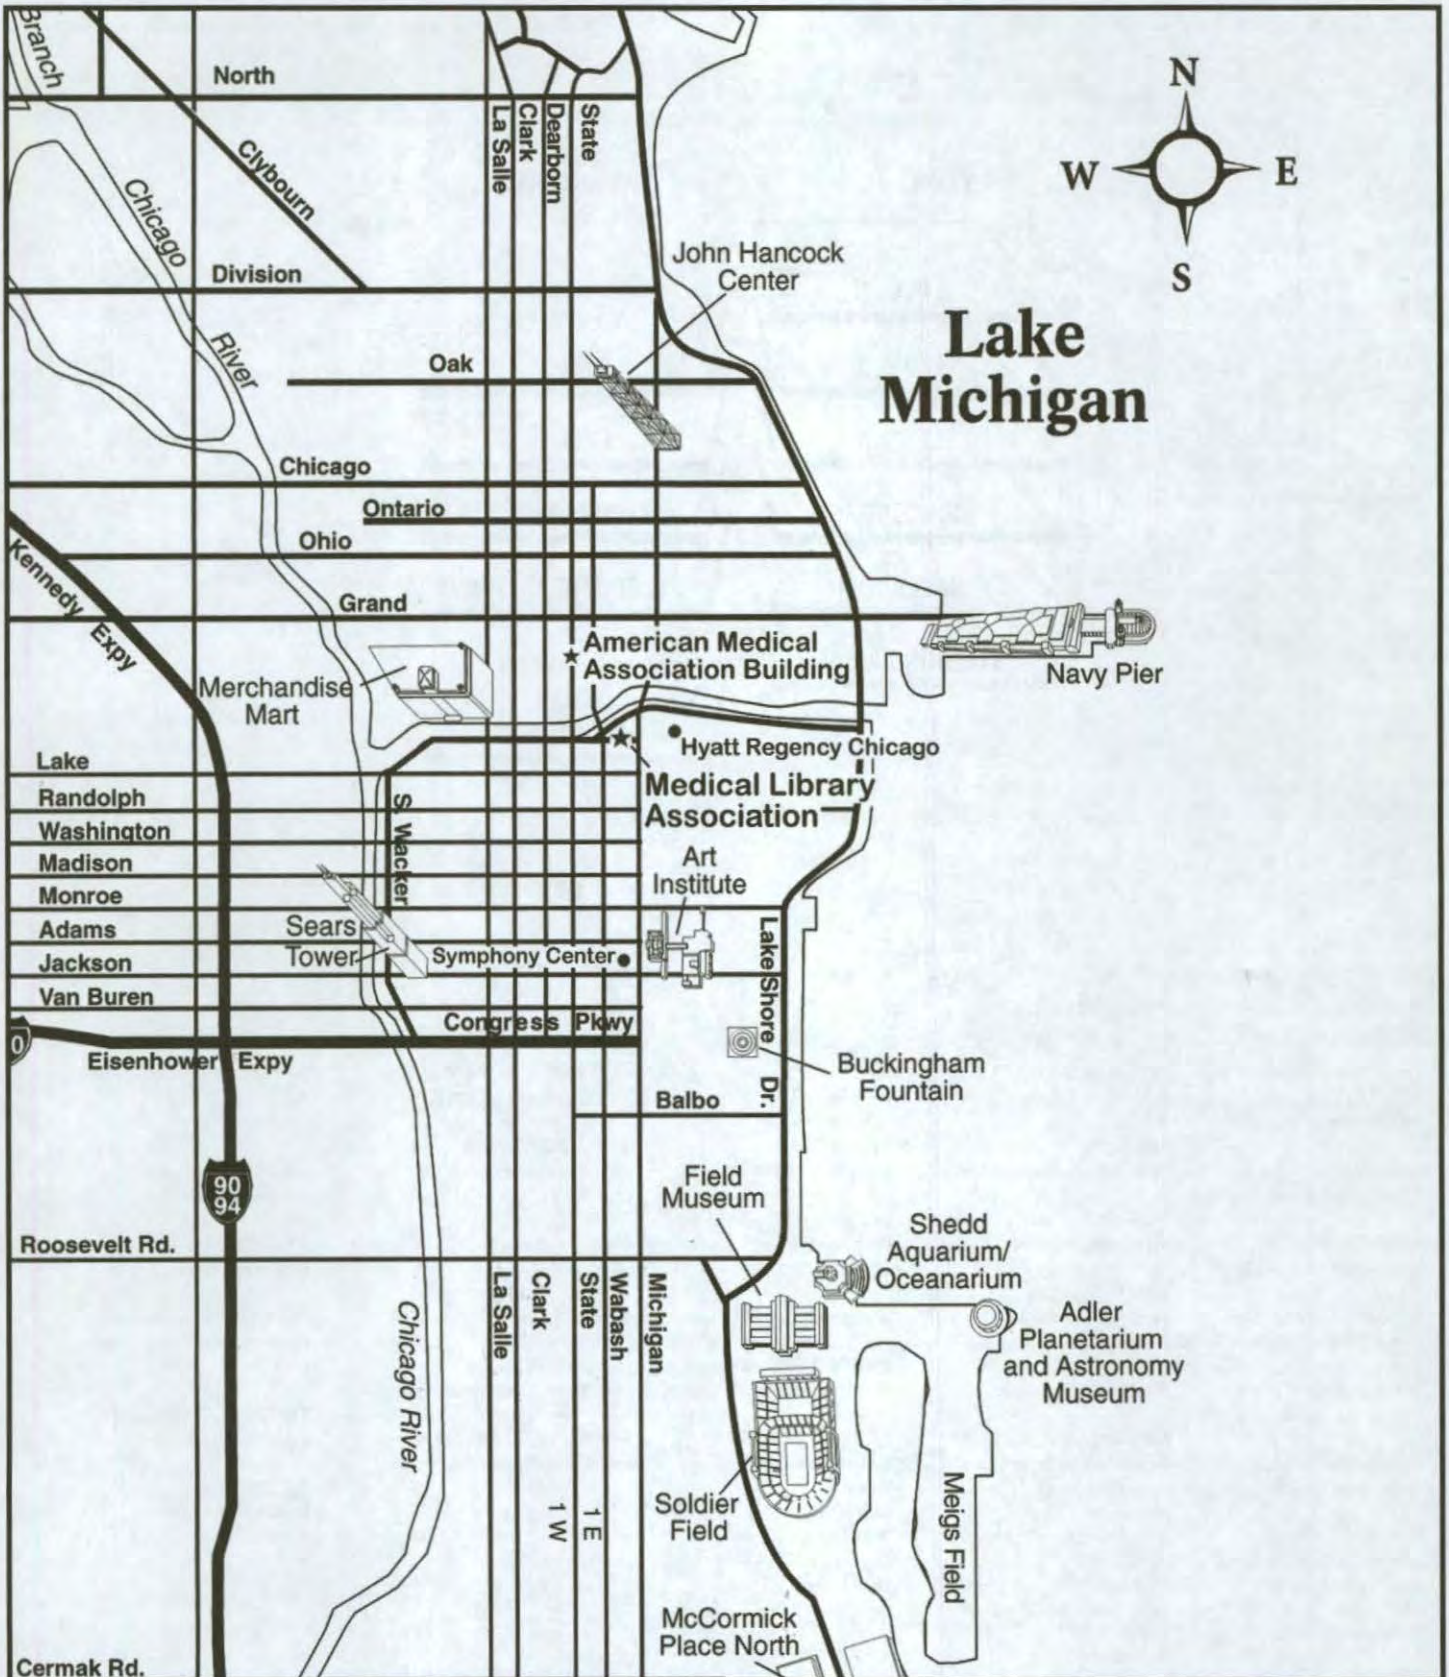 Branch
North
La Salle
Clark
Dearborn
State
N
W
E
S
Clybourn
Chicago
River
Division
John Hancock
Center
Lake
Michigan
Oak
Chicago
Ontario
Ohio
Kennedy Expy
Grand
American Medical
Association Building
Navy Pier
Merchandise
Mart
Hyatt Regency Chicago
Medical Library
Association
Lake
Randolph
Washington
Madison
Monroe
Adams
Jackson
Van Buren
S. Wacker
Art
Institute
Sears
Tower
Symphony Center
Lake Shore Dr.
Congress Pkwy
0
Eisenhower Expy
Buckingham
Fountain
Balbo
90
94
Field
Museum
Roosevelt Rd.
Shedd
Aquarium/
Oceanarium
La Salle
Clark
State
Wabash
Michigan
Chicago River
Adler
Planetarium
and Astronomy
Museum
1 W
1 E
Soldier
Field
Meigs Field
McCormick
Place North
Cermak Rd.